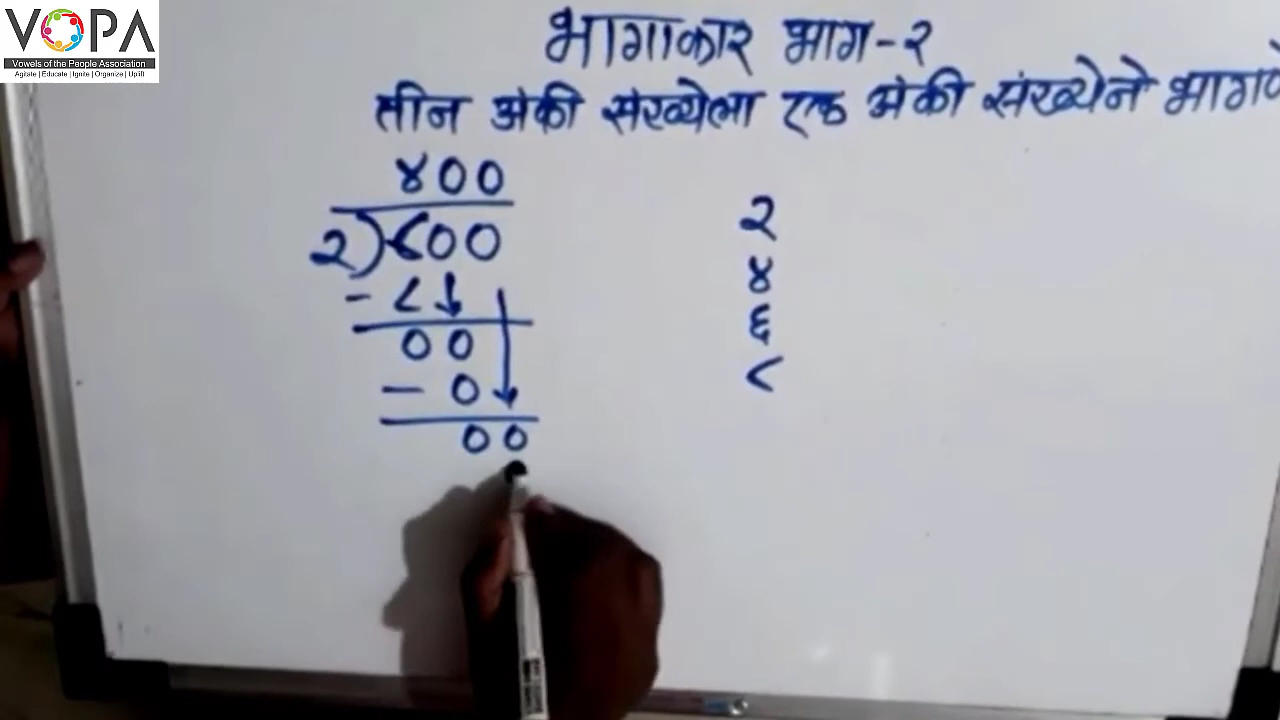 VOPA
Vowels of the People Association
Agitate | Educate | Ignite | Organize | Uplift
भागाकार भाग-२
तीन अंकी संख्येला एक अंकी संख्येने
४००
२)८००
- ८
००
- ०
००
२
४
६
८